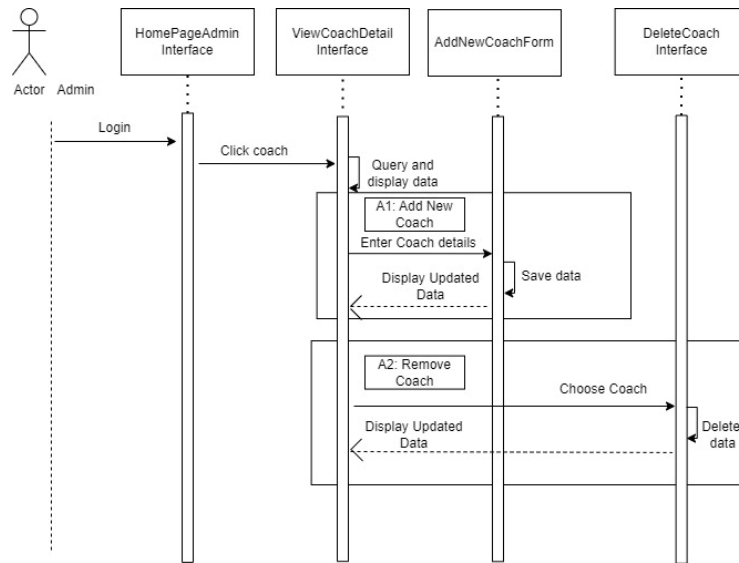 HomePageAdmin
Interface
ViewCoachDetail
Interface
AddNewCoachForm
DeleteCoach
Interface
Actor Admin
Login
Click coach
Query and
display data
A1: Add New
Coach
Enter Coach details
Save data
Display Updated
Data
A2: Remove
Coach
Choose Coach
Delete
data
Display Updated
Data